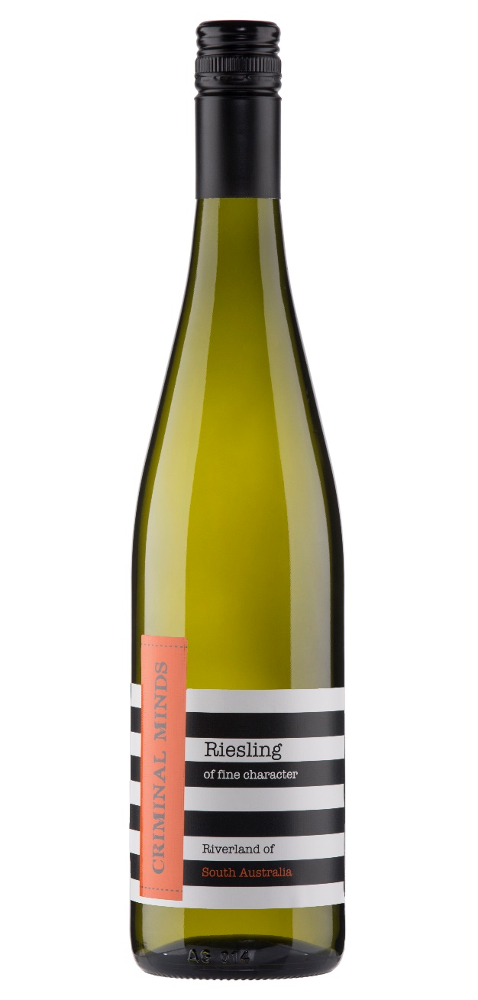 CRIMINAL MINDS
Riesling
of fine character
Riverland of
South Australia
AG 014